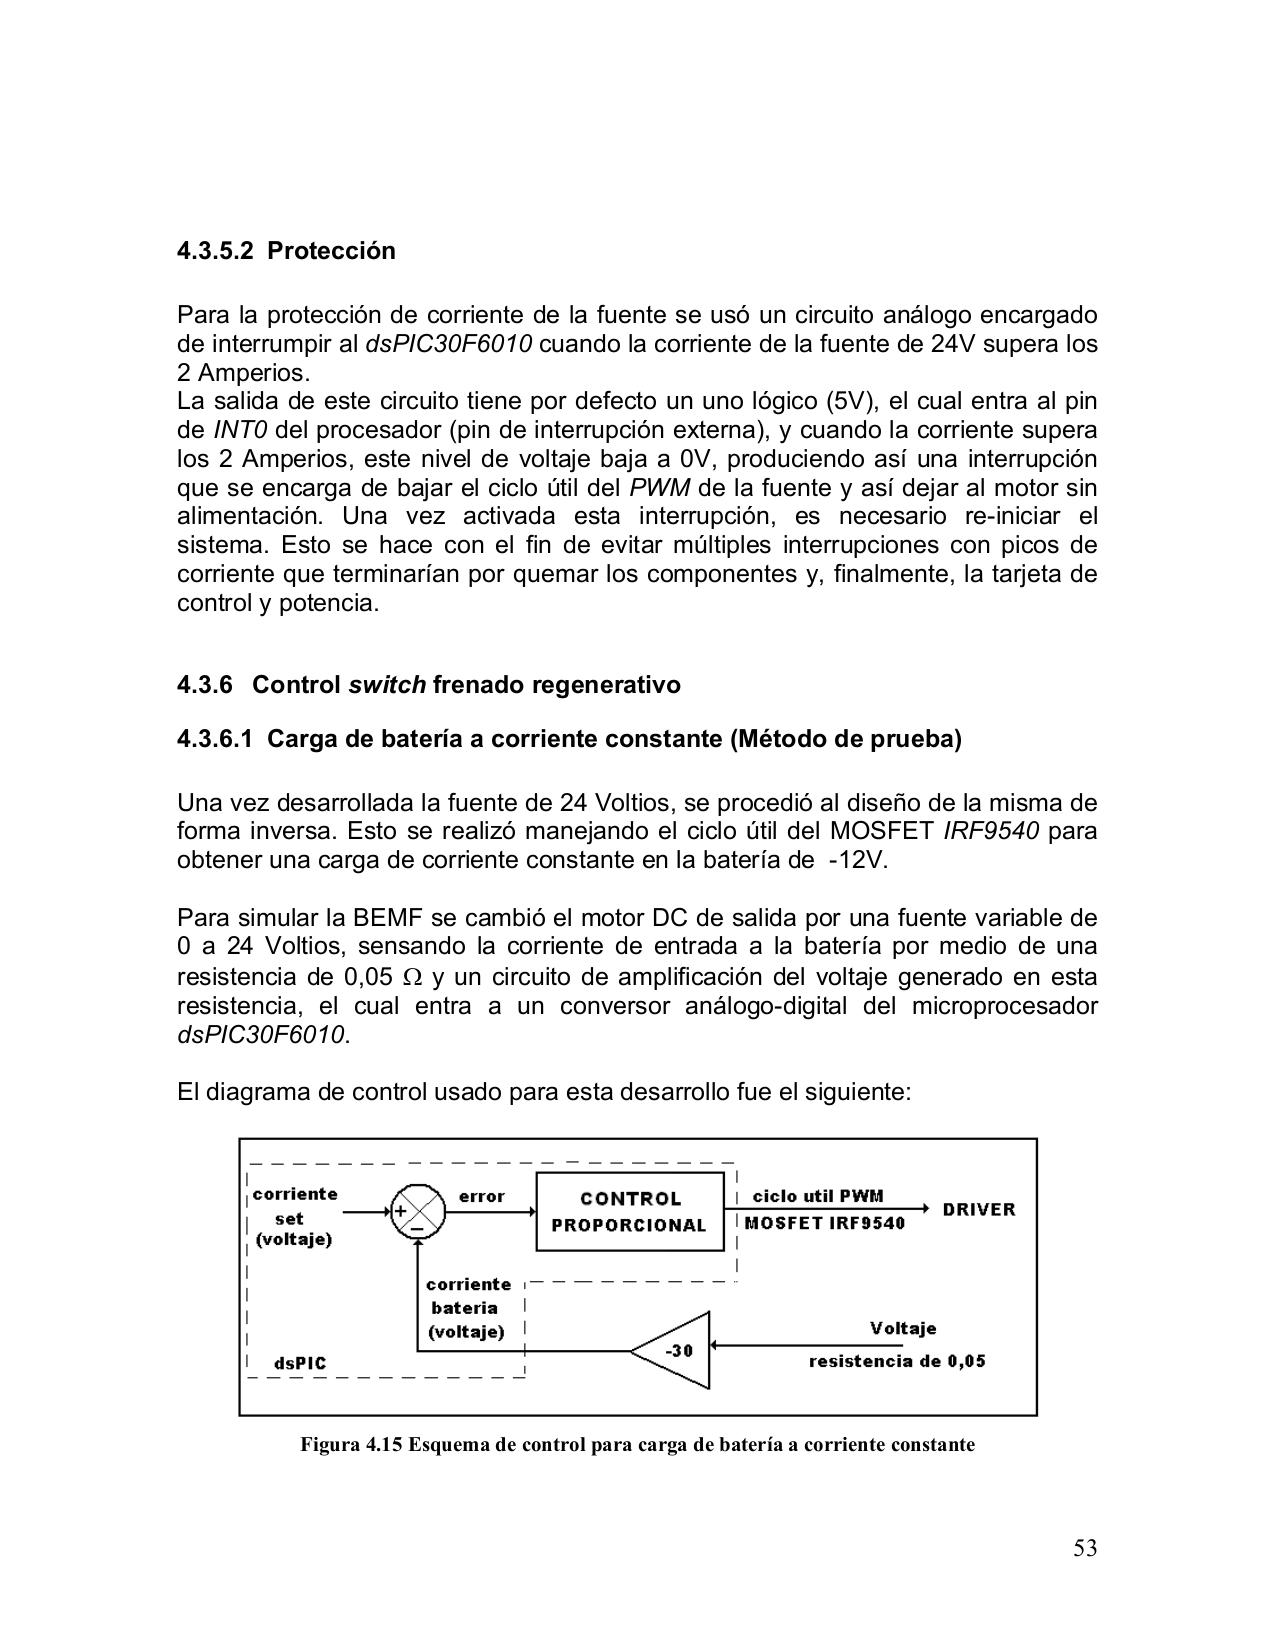 4.3.5.2 Protección
Para la protección de corriente de la fuente se usó un circuito análogo encargado
de interrumpir al dsPIC30F6010 cuando la corriente de la fuente de 24V supera los
2 Amperios.
La salida de este circuito tiene por defecto un uno lógico (5V), el cual entra al pin
de INT0 del procesador (pin de interrupción externa), y cuando la corriente supera
los 2 Amperios, este nivel de voltaje baja a 0V, produciendo así una interrupción
que se encarga de bajar el ciclo útil del PWM de la fuente y así dejar al motor sin
alimentación. Una vez activada esta interrupción, es necesario re-iniciar el
sistema. Esto se hace con el fin de evitar múltiples interrupciones con picos de
corriente que terminarían por quemar los componentes y, finalmente, la tarjeta de
control y potencia.
4.3.6 Control switch frenado regenerativo
4.3.6.1 Carga de batería a corriente constante (Método de prueba)
Una vez desarrollada la fuente de 24 Voltios, se procedió al diseño de la misma de
forma inversa. Esto se realizó manejando el ciclo útil del MOSFET IRF9540 para
obtener una carga de corriente constante en la batería de -12V.
Para simular la BEMF se cambió el motor DC de salida por una fuente variable de
0 a 24 Voltios, sensando la corriente de entrada a la batería por medio de una
resistencia de 0,05 Ω y un circuito de amplificación del voltaje generado en esta
resistencia, el cual entra a un conversor análogo-digital del microprocesador
dsPIC30F6010.
El diagrama de control usado para esta desarrollo fue el siguiente:
corriente
set
(voltaje)
+
−
error
CONTROL
PROPORCIONAL
ciclo util PWM
MOSFET IRF9540
DRIVER
corriente
bateria
(voltaje)
dsPIC
-30
Voltaje
resistencia de 0,05
Figura 4.15 Esquema de control para carga de batería a corriente constante
53